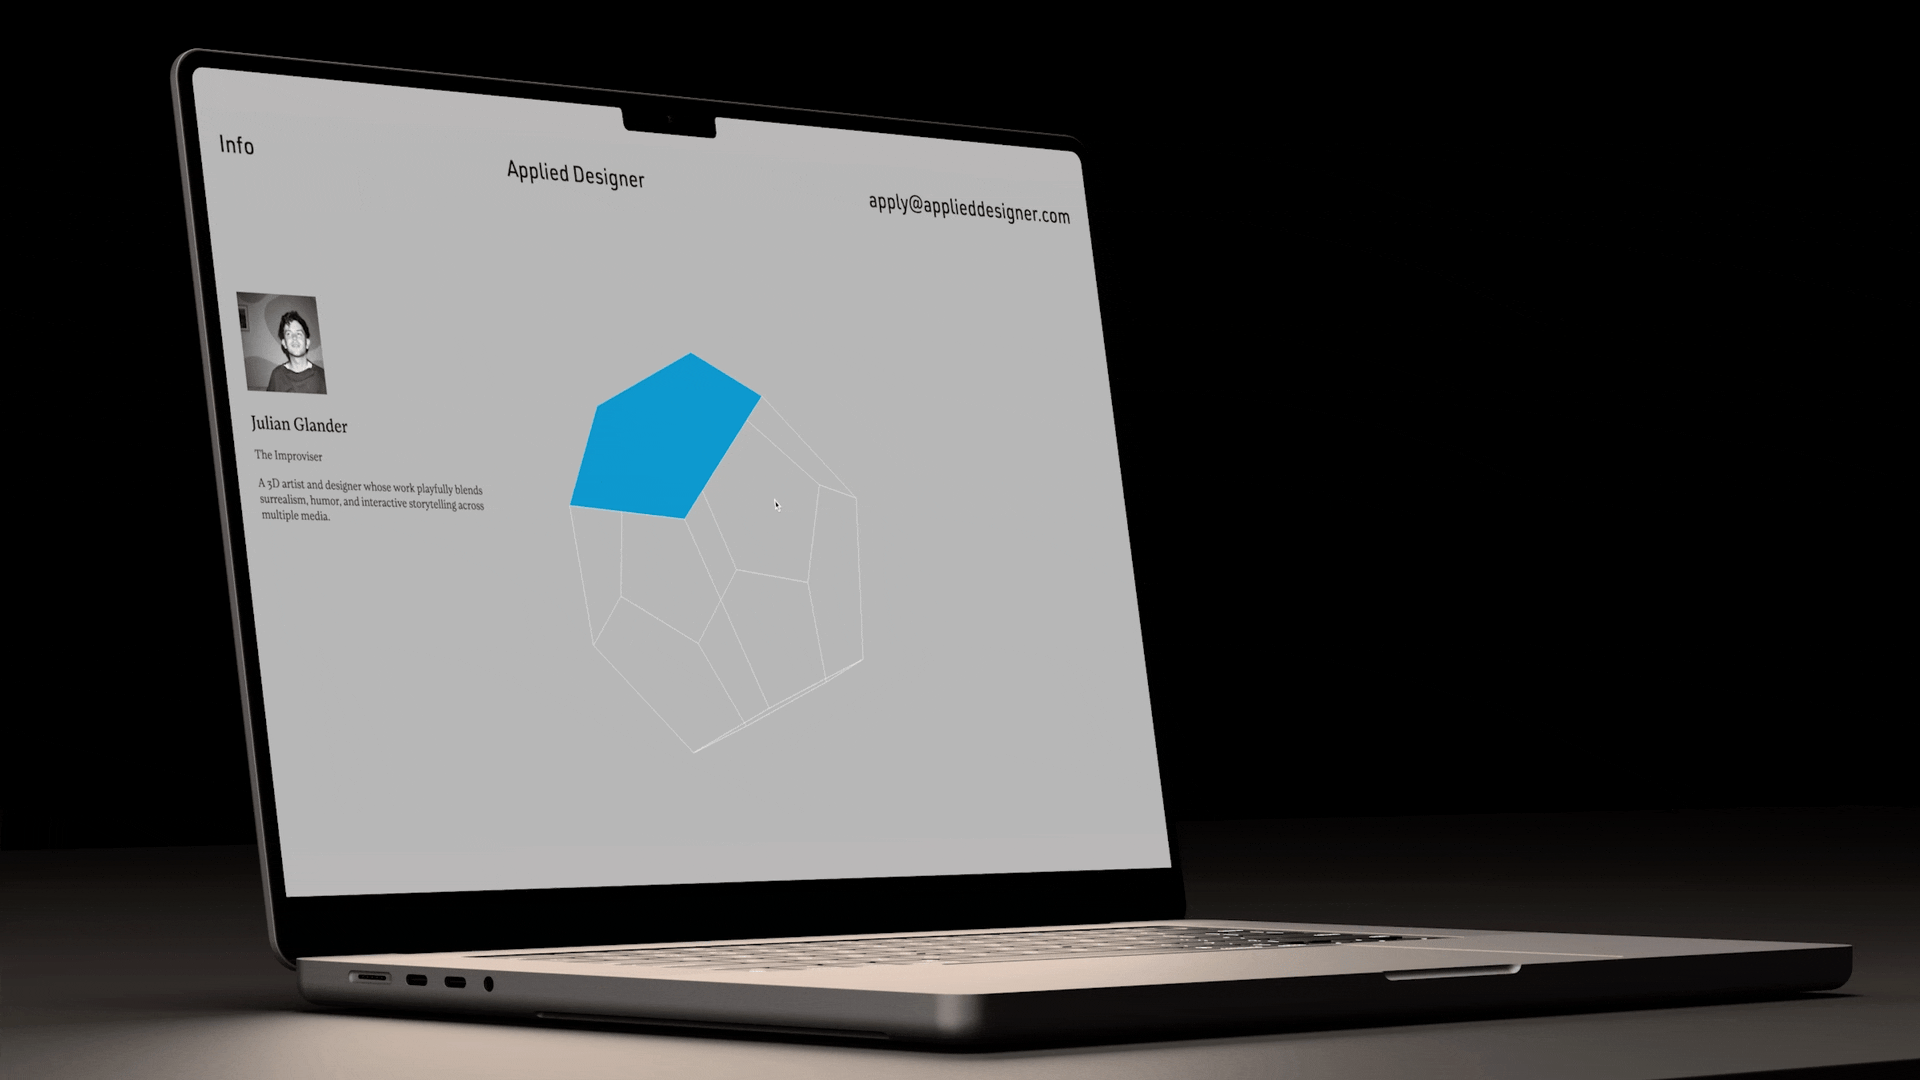 Info
Applied Designer
apply@applieddesigner.com
Julian Glander
The Improviser
A 3D artist and designer whose work playfully blends
surrealism, humor, and interactive storytelling across
multiple media.